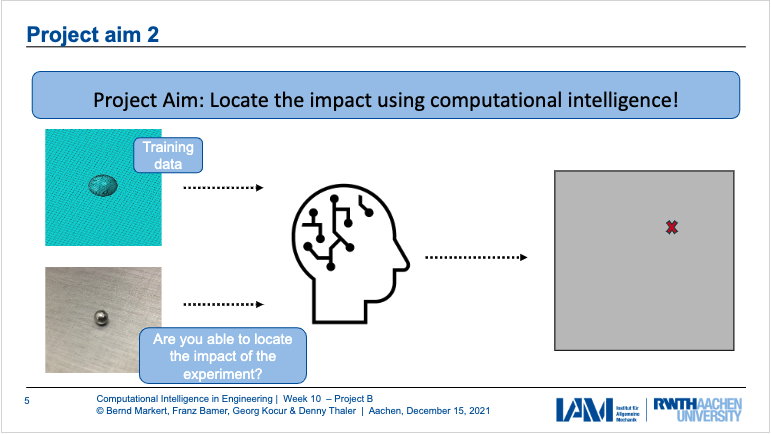 Project aim 2
Project Aim: Locate the impact using computational intelligence!
Training
data
Are you able to locate
the impact of the
experiment?
5
Computational Intelligence in Engineering | Week 10 – Project B
© Bernd Markert, Franz Bamer, Georg Kocur & Denny Thaler | Aachen, December 15, 2021
IAM
Institut für
Allgemeine
Mechanik
RWTHAACHEN
UNIVERSITY